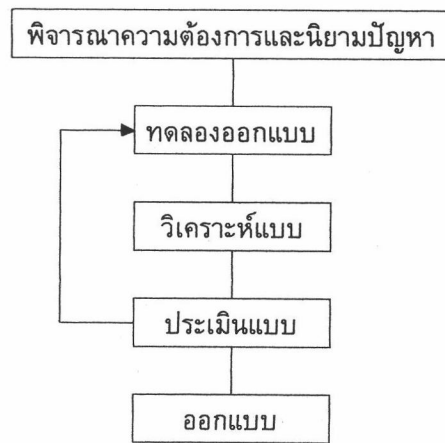 พิจารณาความต้องการและนิยามปัญหา
ทดลองออกแบบ
วิเคราะห์แบบ
ประเมินแบบ
ออกแบบ